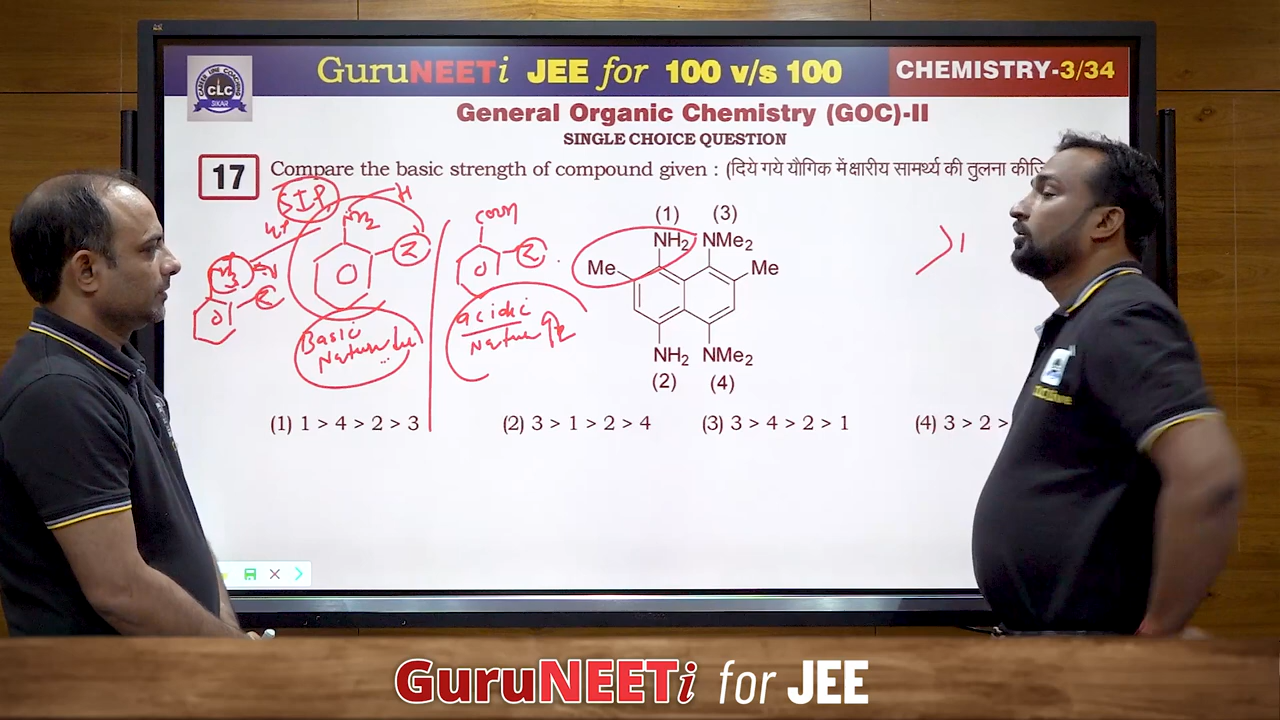 GuruNEETi JEE for 100 v/s 100
CHEMISTRY-3/34
CLC
SIKAR
General Organic Chemistry (GOC)-II
SINGLE CHOICE QUESTION
17 Compare the basic strength of compound given : (दिये गये यौगिक में क्षारीय सामर्थ्य की तुलना
S.I.P.
H
NH2
COOH
(1) (3)
NH2 NMe2
Me Me
NH2 NMe2
(2) (4)
>1
Basic
Nature
Acidic
Nature
(1) 1 > 4 > 2 > 3 (2) 3 > 1 > 2 > 4 (3) 3 > 4 > 2 > 1 (4) 3 > 2 >
GuruNEETi for JEE